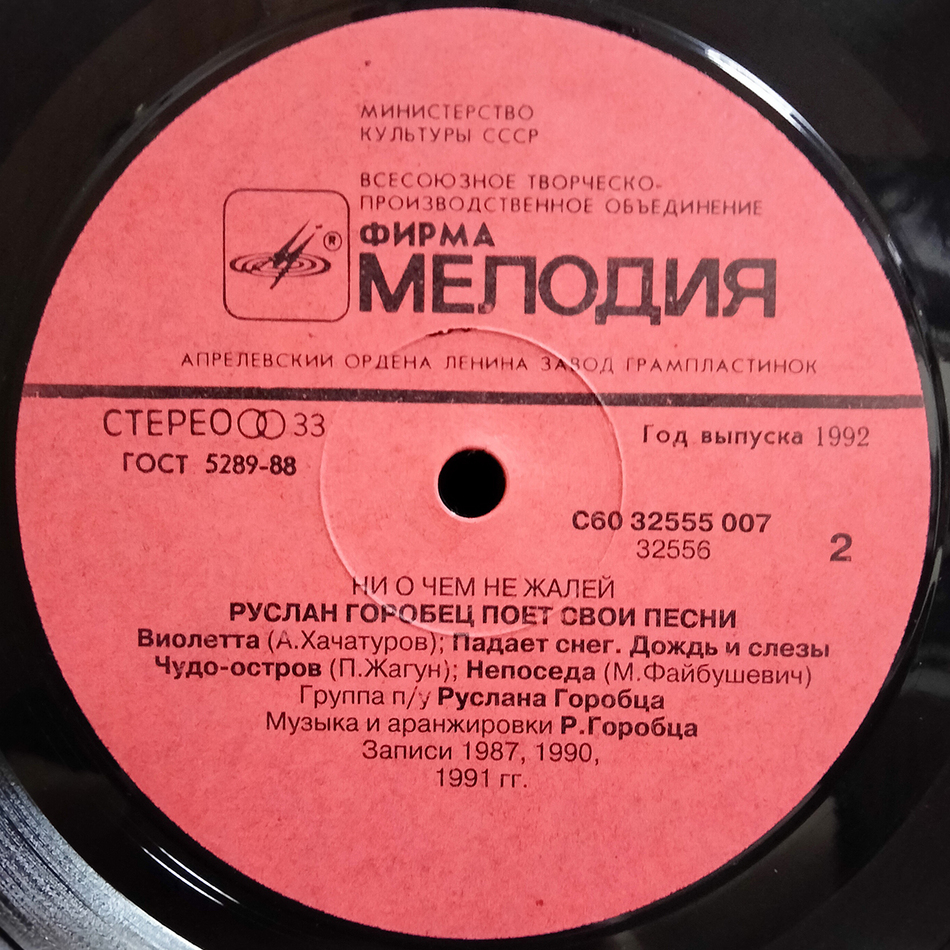 МИНИСТЕРСТВО
КУЛЬТУРЫ СССР
ВСЕСОЮЗНОЕ ТВОРЧЕСКО-
ПРОИЗВОДСТВЕННОЕ ОБЪЕДИНЕНИЕ
ФИРМА
®
МЕЛОДИЯ
АПРЕЛЕВСКИЙ ОРДЕНА ЛЕНИНА ЗАВОД ГРАМПЛАСТИНОК
СТЕРЕО 33
Год выпуска 1992
ГОСТ 5289-88
С60 32555 007
32556
2
НИ О ЧЕМ НЕ ЖАЛЕЙ
РУСЛАН ГОРОБЕЦ ПОЕТ СВОИ ПЕСНИ
Виолетта (А.Хачатуров); Падает снег. Дождь и слезы
Чудо-остров (П.Жагун); Непоседа (М.Файбушевич)
Группа п/у Руслана Горобца
Музыка и аранжировки Р.Горобца
Записи 1987, 1990,
1991 гг.